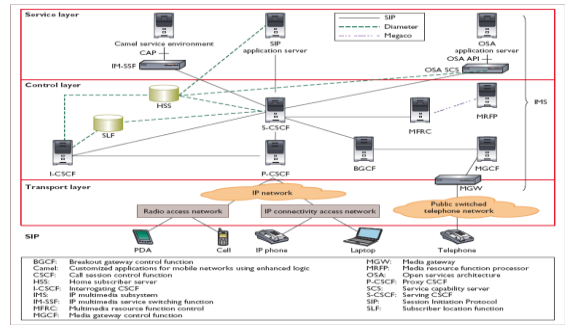 Service layer
SIP
Diameter
Megaco
Camel service environment
CAP
IM-SSF
SIP
application server
OSA
application server
OSA API
OSA SCS
Control layer
HSS
SLF
S-CSCF
MFRC
MRFP
IMS
I-CSCF
P-CSCF
BGCF
MGCF
MGW
Transport layer
IP network
Radio access network
IP connectivity access network
Public switched
telephone network
SIP
PDA
Cell
IP phone
Laptop
Telephone
BGCF: Breakout gateway control function
Camel: Customized applications for mobile networks using enhanced logic
CSCF: Call session control function
HSS: Home subscriber server
I-CSCF: Interrogating CSCF
IMS: IP multimedia subsystem
IM-SSF: IP multimedia service switching function
MFRC: Multimedia resource function control
MGCF: Media gateway control function
MGW: Media gateway
MRFP: Media resource function processor
OSA: Open services architecture
P-CSCF: Proxy CSCF
SCS: Service capability server
S-CSCF: Serving CSCF
SIP: Session Initiation Protocol
SLF: Subscriber location function